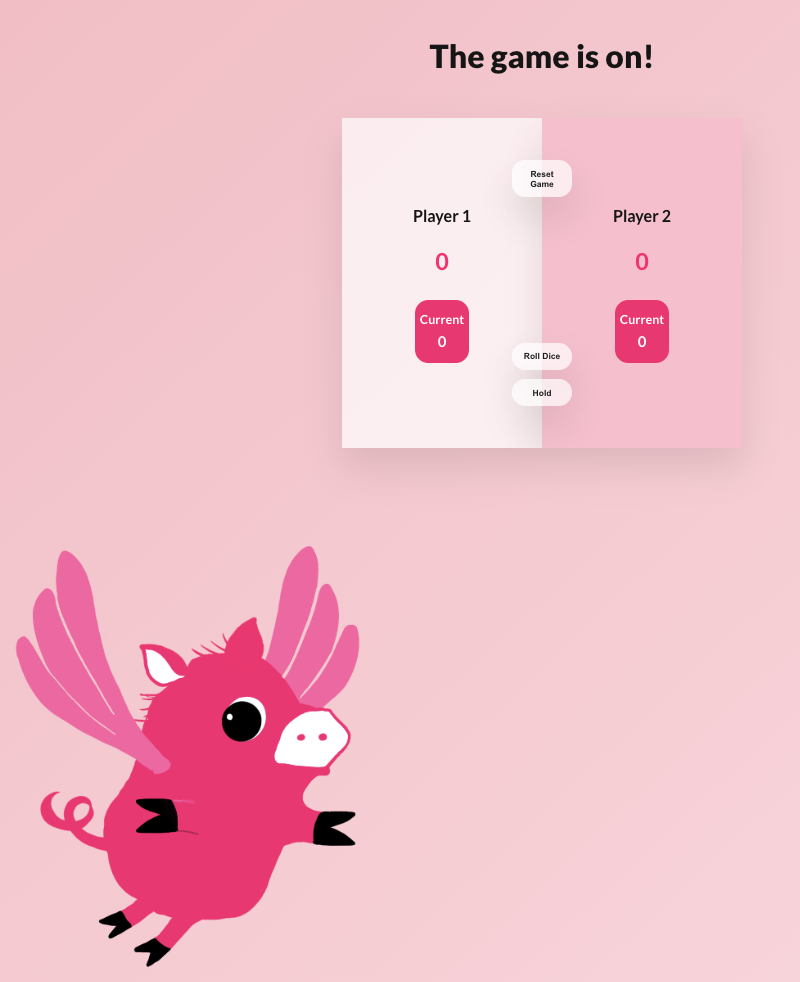 The game is on!
Reset
Game
Player 1
Player 2
0
0
Current
0
Current
0
Roll Dice
Hold